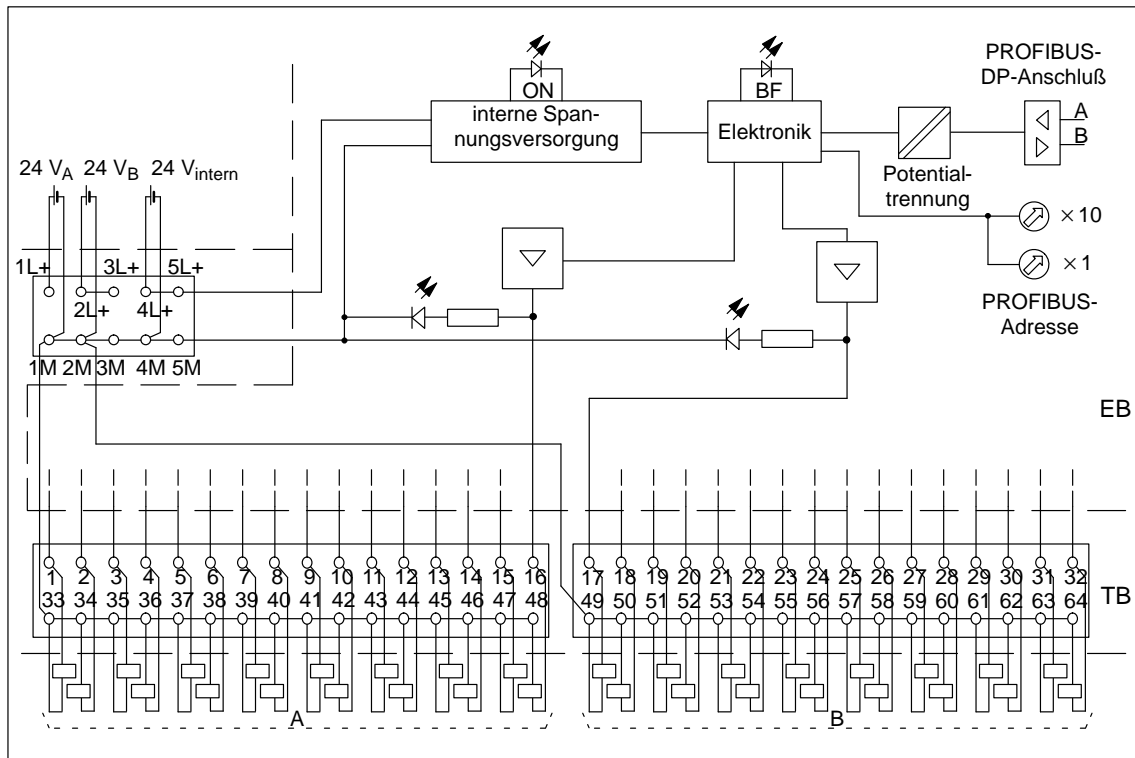 PROFIBUS-
DP-Anschluß
ON
BF
interne Span-
nungsversorgung
Elektronik
A
B
24 VA 24 VB 24 Vintern
Potential-
trennung
×10
×1
1L+ 3L+ 5L+
2L+ 4L+
PROFIBUS-
Adresse
1M 2M 3M 4M 5M
EB
1 2 3 4 5 6 7 8 9 10 11 12 13 14 15 16 17 18 19 20 21 22 23 24 25 26 27 28 29 30 31 32
33 34 35 36 37 38 39 40 41 42 43 44 45 46 47 48 49 50 51 52 53 54 55 56 57 58 59 60 61 62 63 64
TB
A B